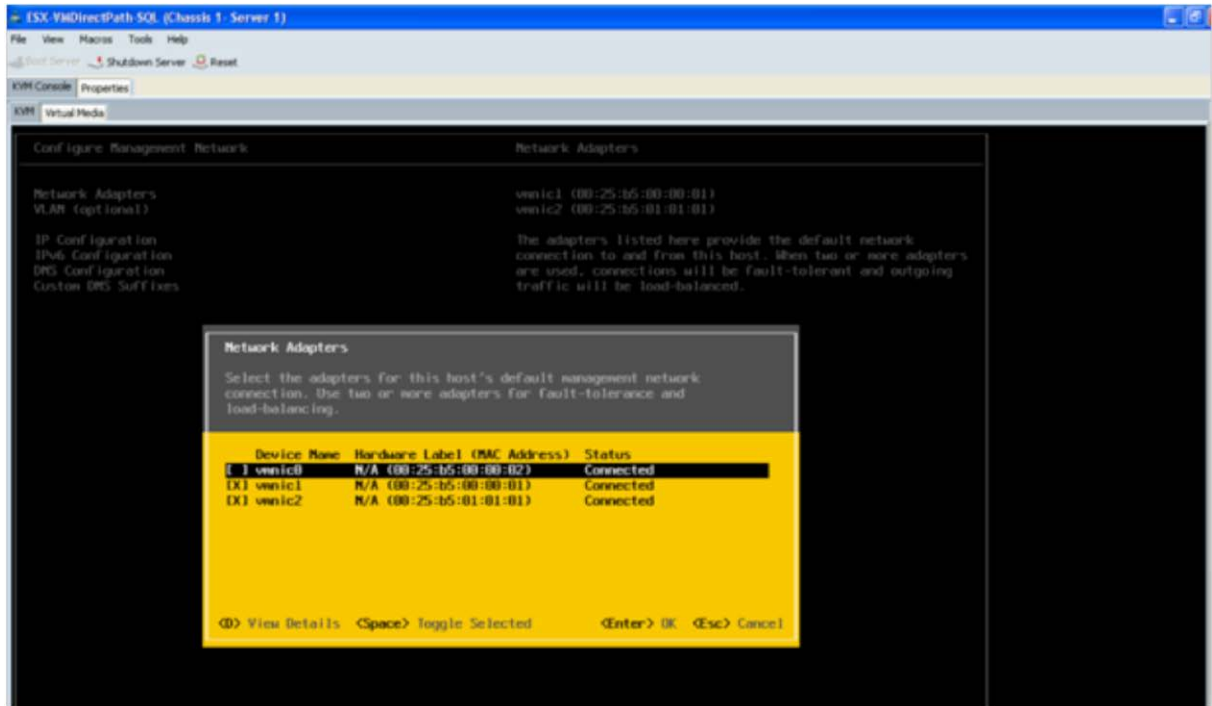 ESX-VMDirectPath-SQL (Chassis 1- Server 1)
File View Macros Tools Help
Boot Server Shutdown Server Reset
KVM Console Properties
KVM Virtual Media
Configure Management Network Network Adapters
Network Adapters vmnic1 (00:25:b5:00:00:01)
VLAN (optional) vmnic2 (00:25:b5:01:01:01)
IP Configuration The adapters listed here provide the default network
IPv6 Configuration connection to and from this host. When two or more adapters
DNS Configuration are used, connections will be fault-tolerant and outgoing
Custom DNS Suffixes traffic will be load-balanced.
Network Adapters
Select the adapters for this host's default management network
connection. Use two or more adapters for fault-tolerance and
load-balancing.
Device Name Hardware Label (MAC Address) Status
[ ] vmnic0 N/A (00:25:b5:00:00:02) Connected
[X] vmnic1 N/A (00:25:b5:00:00:01) Connected
[X] vmnic2 N/A (00:25:b5:01:01:01) Connected
<D> View Details <Space> Toggle Selected <Enter> OK <Esc> Cancel